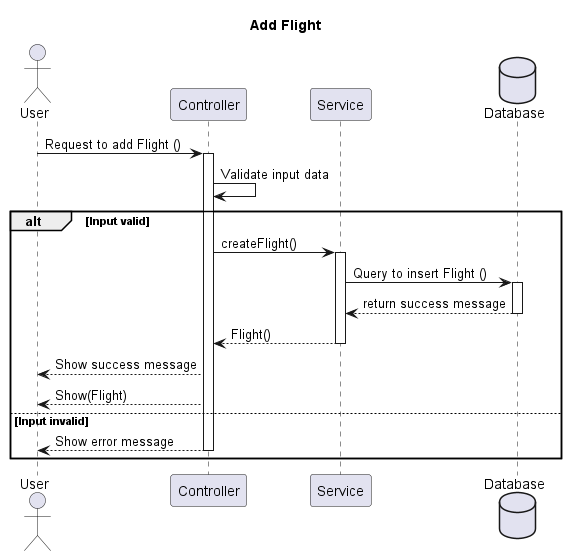 Add Flight
User
Controller
Service
Database
Request to add Flight ()
Validate input data
alt
[Input valid]
createFlight()
Query to insert Flight ()
return success message
Flight()
Show success message
Show(Flight)
[Input invalid]
Show error message
User
Controller
Service
Database